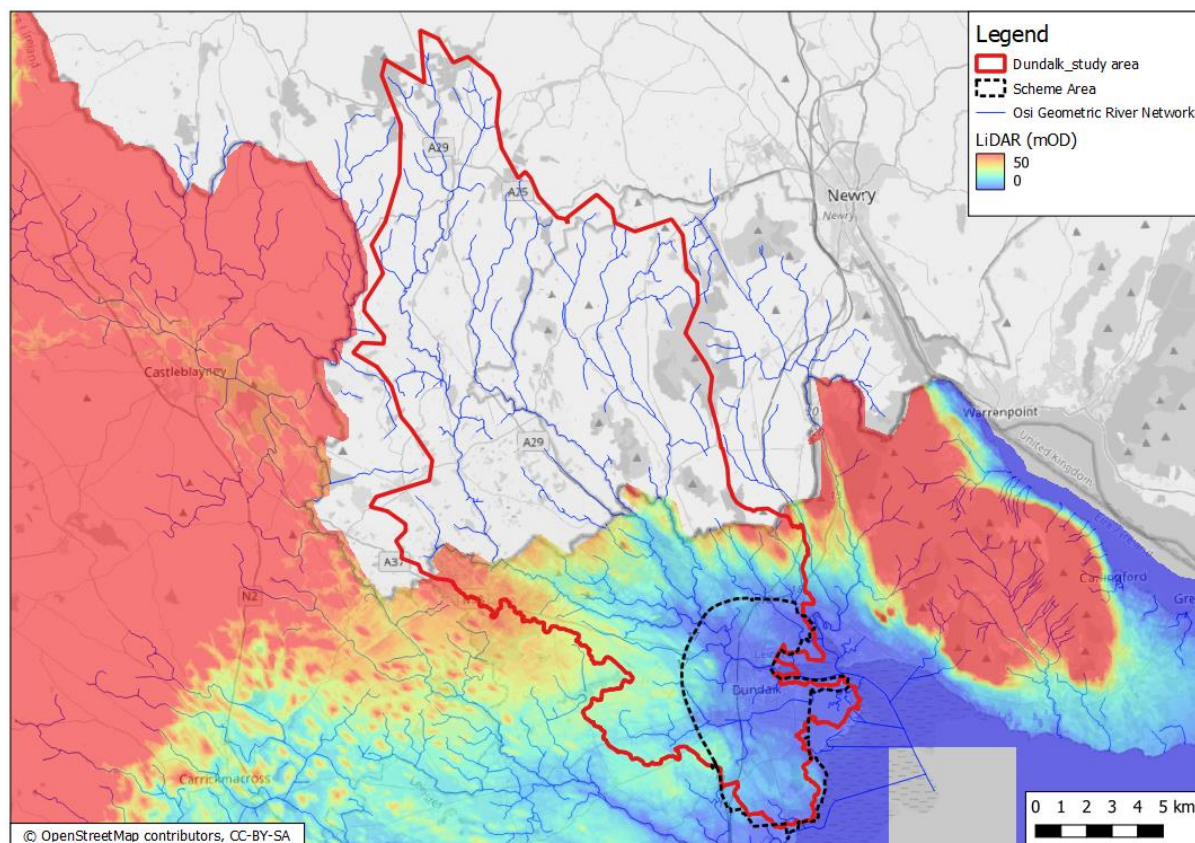 Legend
Dundalk_study area
Scheme Area
Osi Geometric River Network
LiDAR (mOD)
50
0
A29
A25
Newry
Newry
Castleblayney
A29
Warrenpoint
United Kingdom
A37
N2
Carlingford
Gre
Dundalk
Carrickmacross
0 1 2 3 4 5 km
© OpenStreetMap contributors, CC-BY-SA